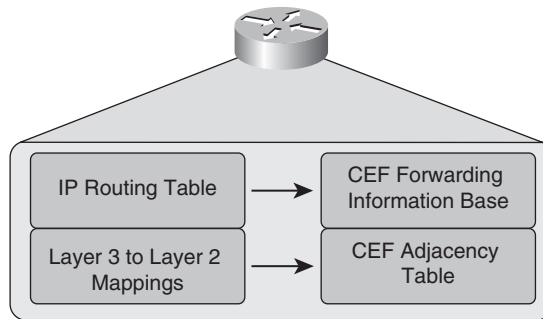 IP Routing Table
CEF Forwarding
Information Base
Layer 3 to Layer 2
Mappings
CEF Adjacency
Table